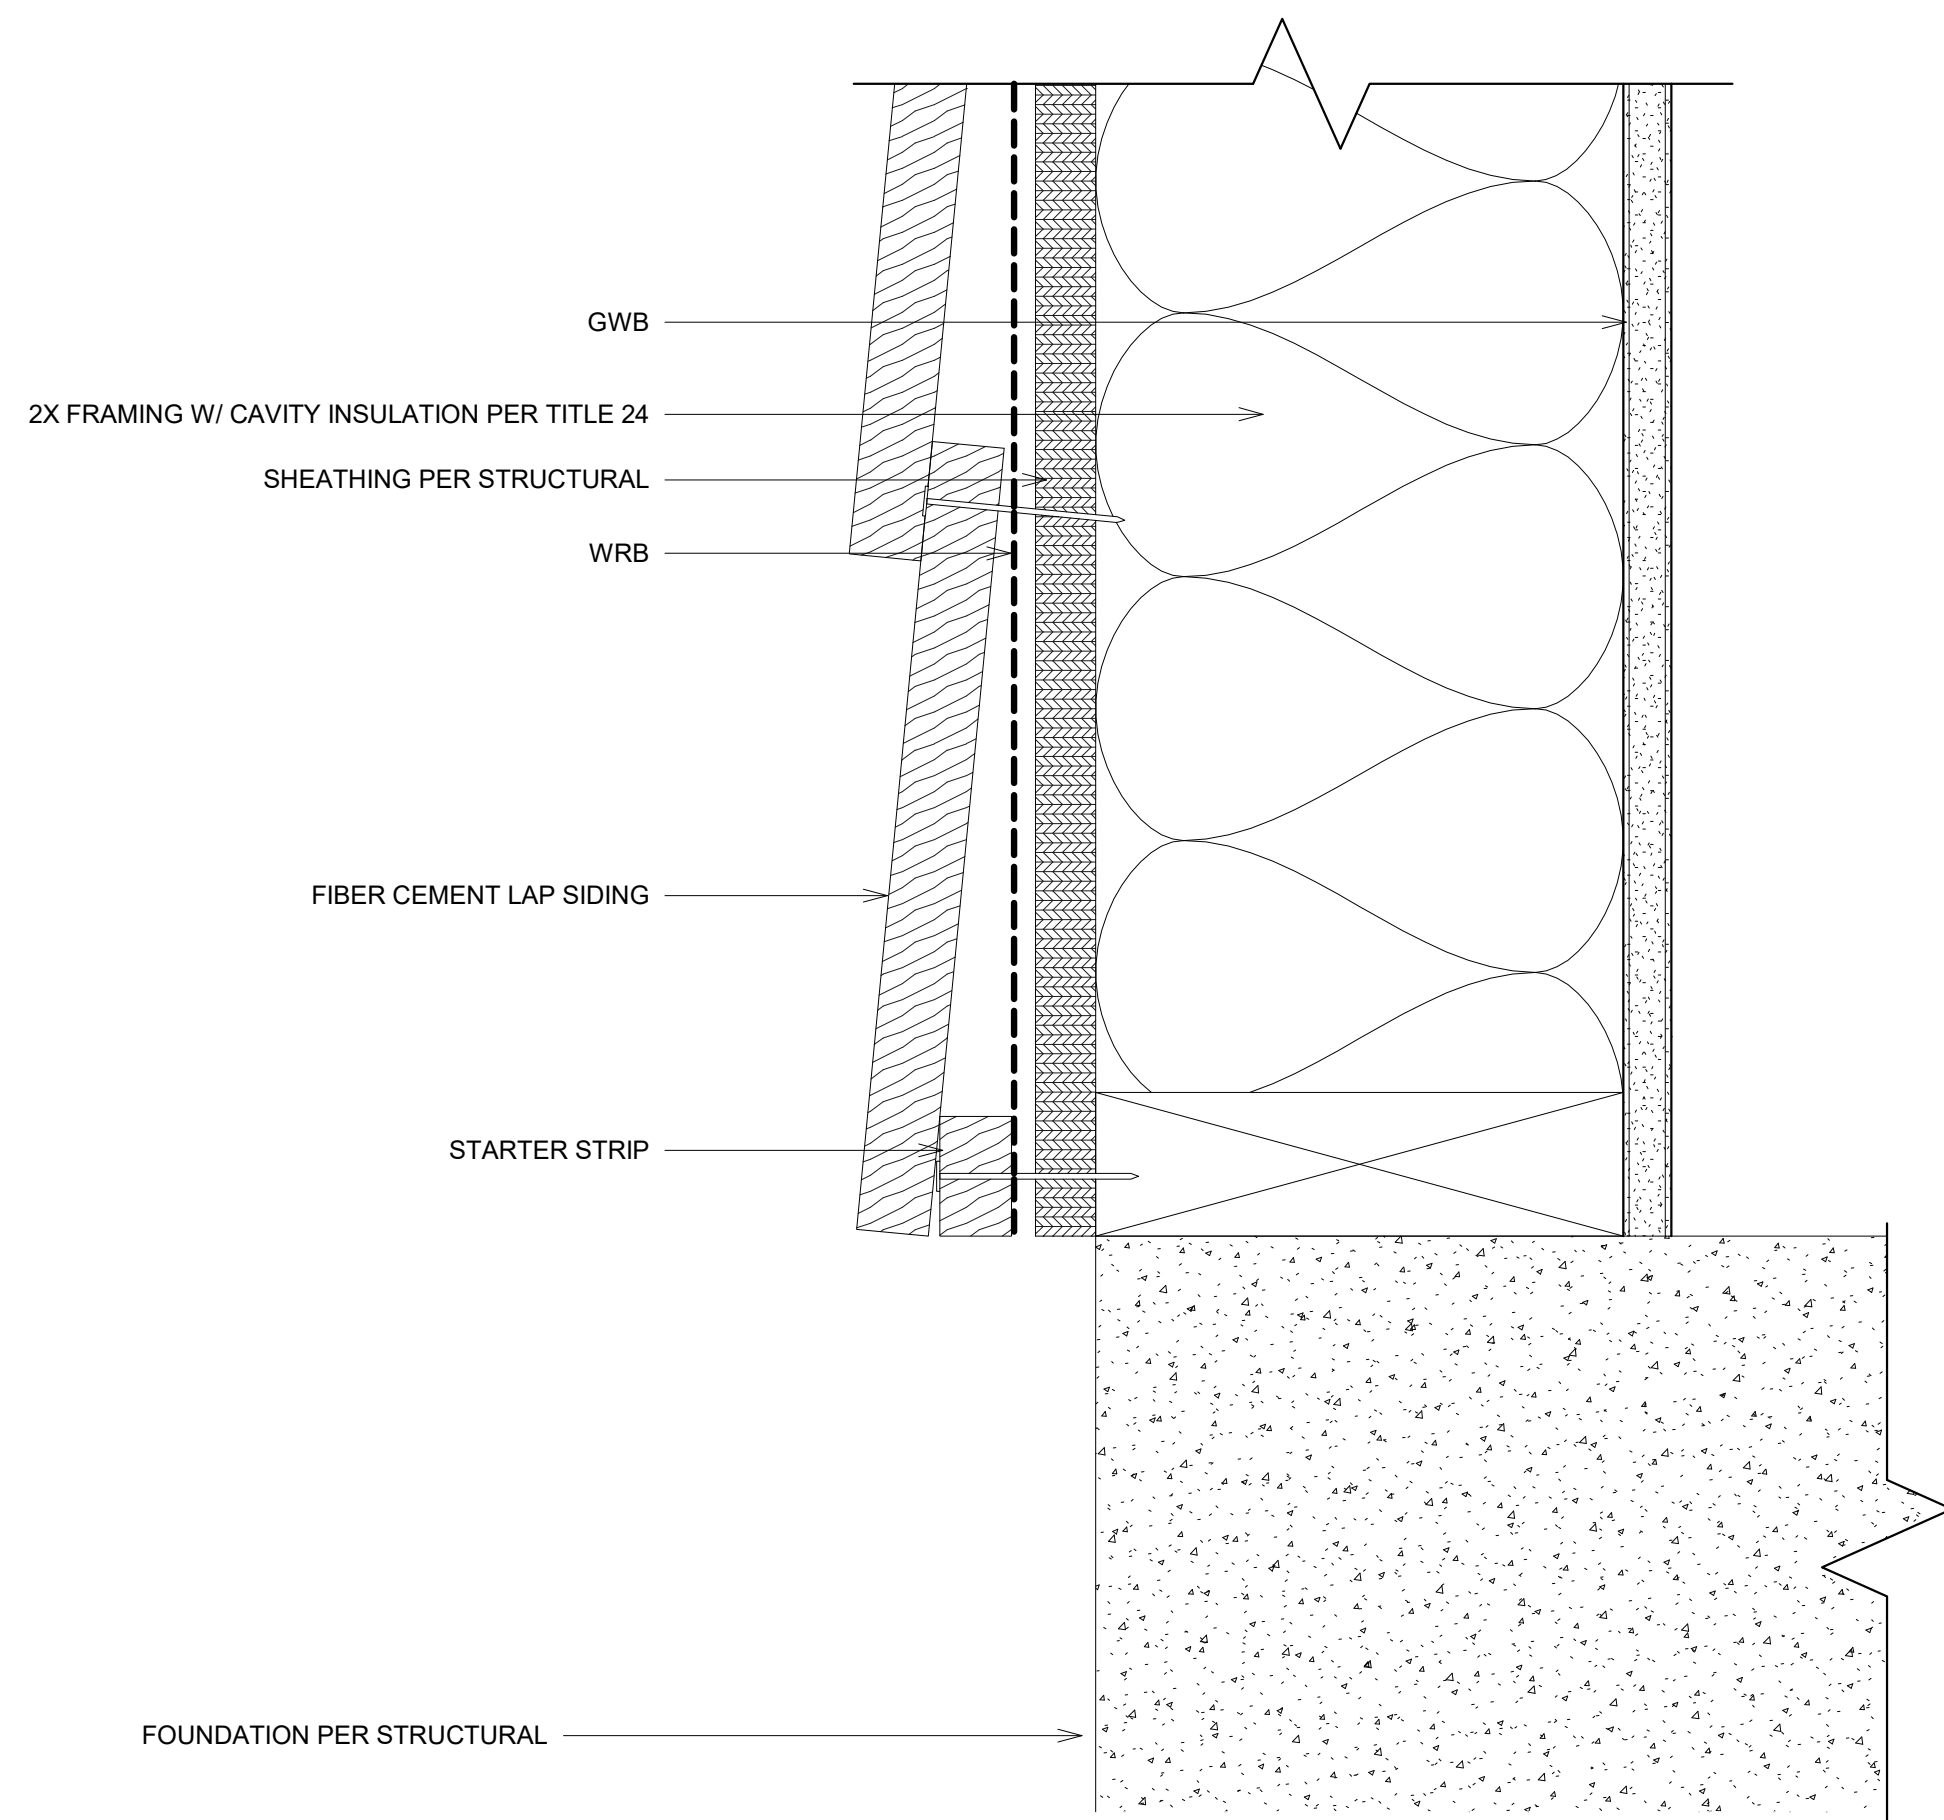 GWB
2X FRAMING W/ CAVITY INSULATION PER TITLE 24
SHEATHING PER STRUCTURAL
WRB
FIBER CEMENT LAP SIDING
STARTER STRIP
FOUNDATION PER STRUCTURAL